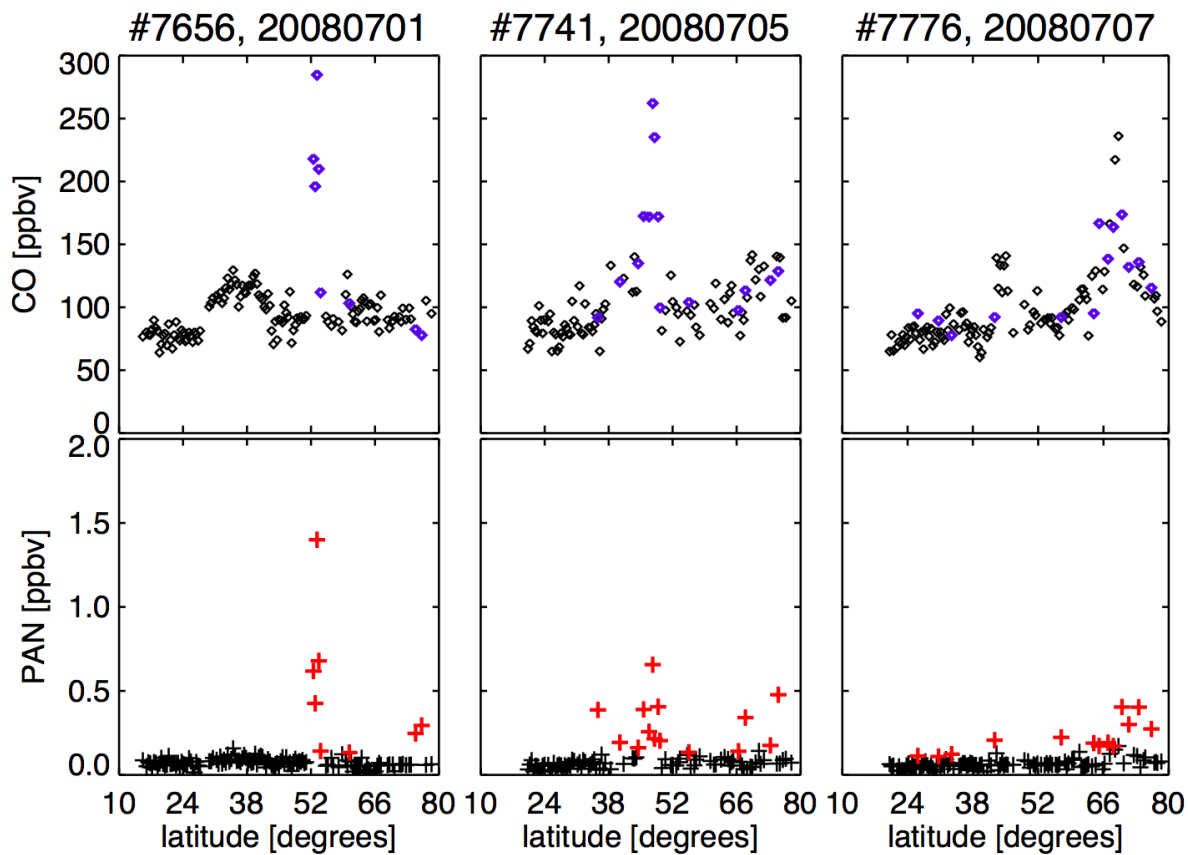 #7656, 20080701
#7741, 20080705
#7776, 20080707
300
250
200
150
100
50
0
CO [ppbv]
2.0
1.5
1.0
0.5
0.0
PAN [ppbv]
10 24 38 52 66 80
10 24 38 52 66 80
10 24 38 52 66 80
latitude [degrees]
latitude [degrees]
latitude [degrees]